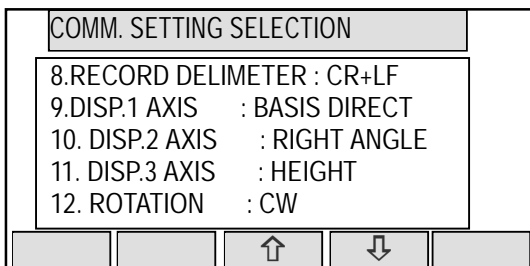 COMM. SETTING SELECTION
8.RECORD DELIMETER : CR+LF
9.DISP.1 AXIS : BASIS DIRECT
10. DISP.2 AXIS : RIGHT ANGLE
11. DISP.3 AXIS : HEIGHT
12. ROTATION : CW